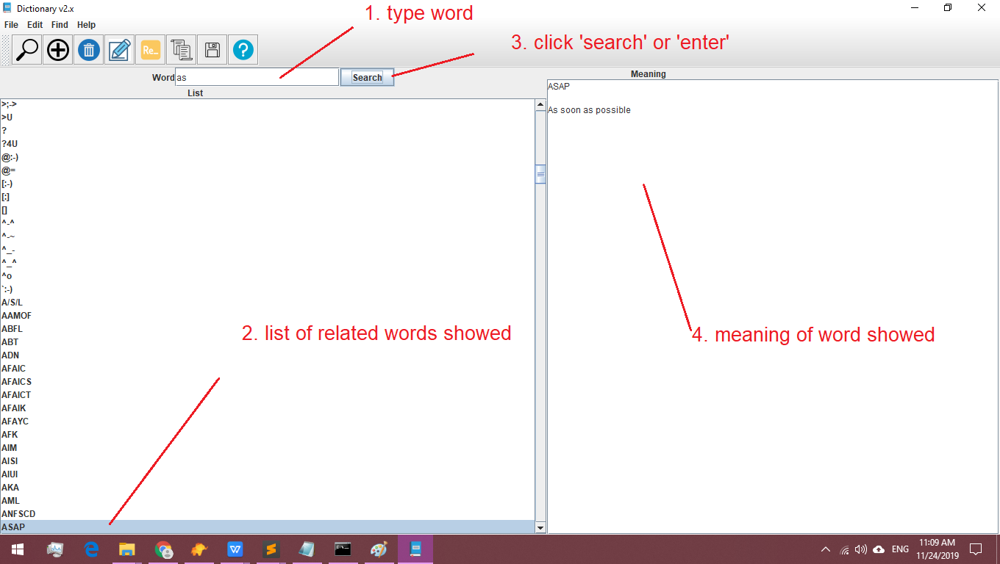 Dictionary v2.x
1. type word
File Edit Find Help
3. click 'search' or 'enter'
Re_
Word as Search
List
Meaning
>;->
>U
?
?4U
@:-)
@=
[:-)
[:]
[]
^-^
^-~
^_-
^_^
^o
`:-)
A/S/L
AAMOF
ABFL
ABT
ADN
AFAIC
AFAICS
AFAICT
AFAIK
AFAYC
AFK
AIM
AISI
AIUI
AKA
AML
ANFSCD
ASAP
2. list of related words showed
ASAP
As soon as possible
4. meaning of word showed
ENG
11:09 AM
11/24/2019